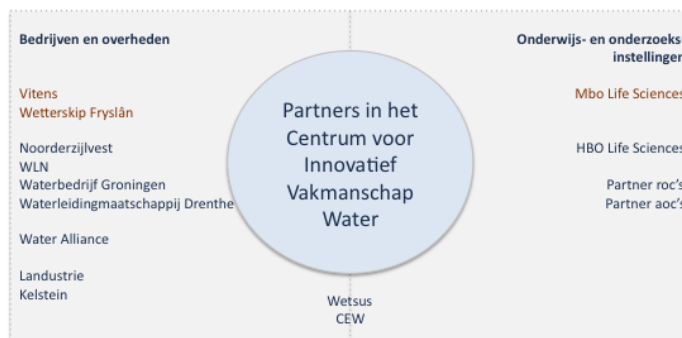 Bedrijven en overheden
Vitens
Wetterskip Fryslân
Noorderzijlvest
WLN
Waterbedrijf Groningen
Waterleidingmaatschappij Drenthe
Water Alliance
Landustrie
Kelstein
Partners in het
Centrum voor
Innovatief
Vakmanschap
Water
Wetsus
CEW
Onderwijs- en onderzoeks-
instellingen
Mbo Life Sciences
HBO Life Sciences
Partner roc's
Partner aoc's